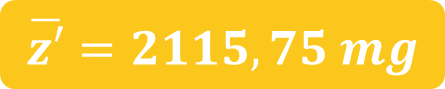 z̅′ = 2115,75 mg